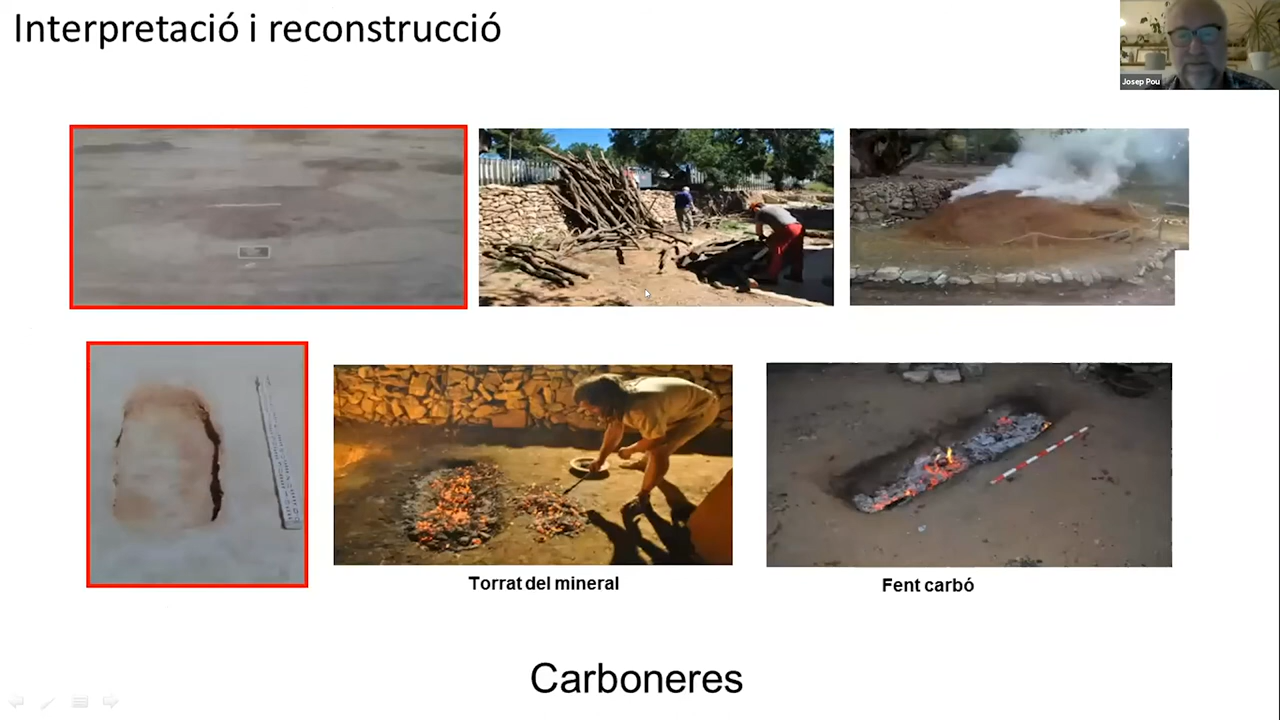 Interpretació i reconstrucció
Josep Pou
Torrat del mineral
Fent carbó
Carboneres